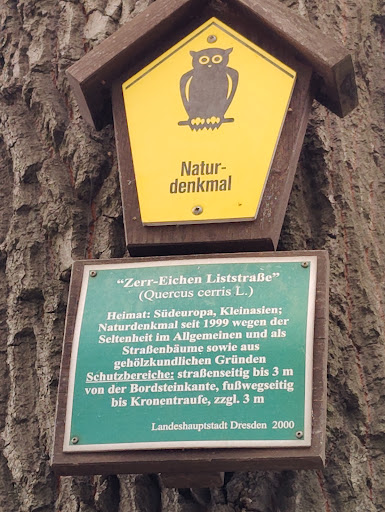 Natur-
denkmal
“Zerr-Eichen Liststraße”
(Quercus cerris L.)
Heimat: Südeuropa, Kleinasien;
Naturdenkmal seit 1999 wegen der
Seltenheit im Allgemeinen und als
Straßenbäume sowie aus
gehölzkundlichen Gründen
Schutzbereiche: straßenseitig bis 3 m
von der Bordsteinkante, fußwegseitig
bis Kronentraufe, zzgl. 3 m
Landeshauptstadt Dresden 2000